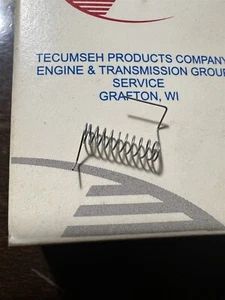 TECUMSEH PRODUCTS COMPANY
ENGINE & TRANSMISSION GROUP
SERVICE
GRAFTON, WI